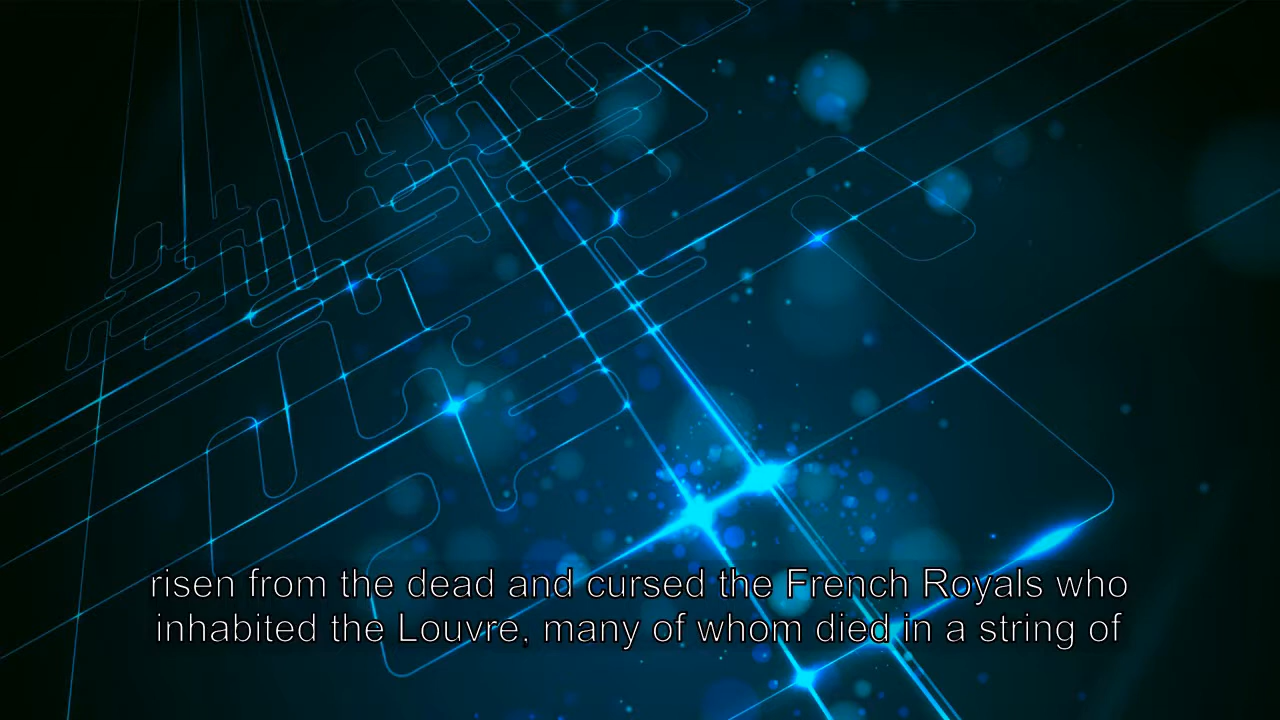 risen from the dead and cursed the French Royals who
inhabited the Louvre, many of whom died in a string of